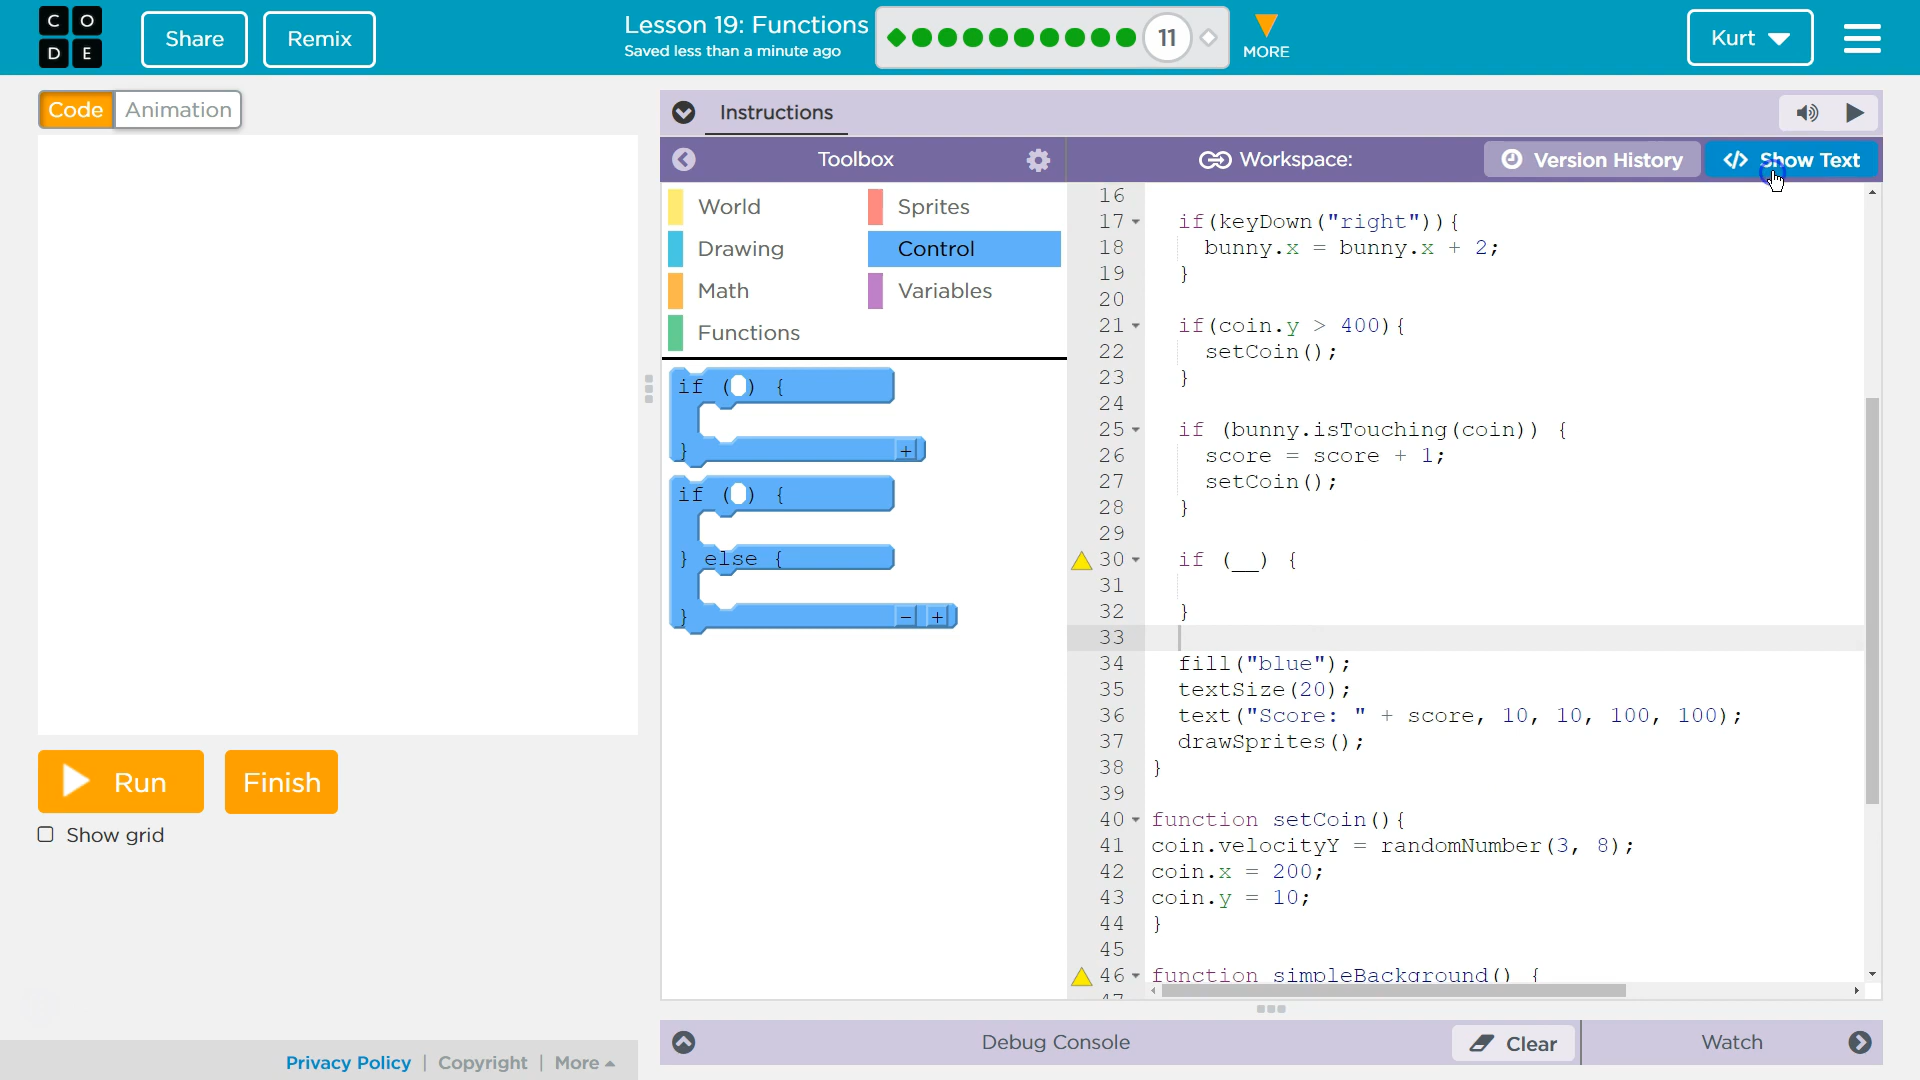 C O
D E
Share
Remix
Lesson 19: Functions
Saved less than a minute ago
11
MORE
Kurt
Code
Animation
Instructions
Toolbox
Workspace:
Version History
</> Show Text
World
Sprites
Drawing
Control
Math
Variables
Functions
if ( ) {
}
+
if ( ) {
} else {
}
- +
16
17 if(keyDown("right")){
18 bunny.x = bunny.x + 2;
19 }
20
21 if(coin.y > 400){
22 setCoin();
23 }
24
25 if (bunny.isTouching(coin)) {
26 score = score + 1;
27 setCoin();
28 }
29
30 if (__) {
31
32 }
33
34 fill("blue");
35 textSize(20);
36 text("Score: " + score, 10, 10, 100, 100);
37 drawSprites();
38 }
39
40 function setCoin(){
41 coin.velocityY = randomNumber(3, 8);
42 coin.x = 200;
43 coin.y = 10;
44 }
45
46 function simpleBackground() {
47
Run
Finish
Show grid
Privacy Policy | Copyright | More
Debug Console
Clear
Watch